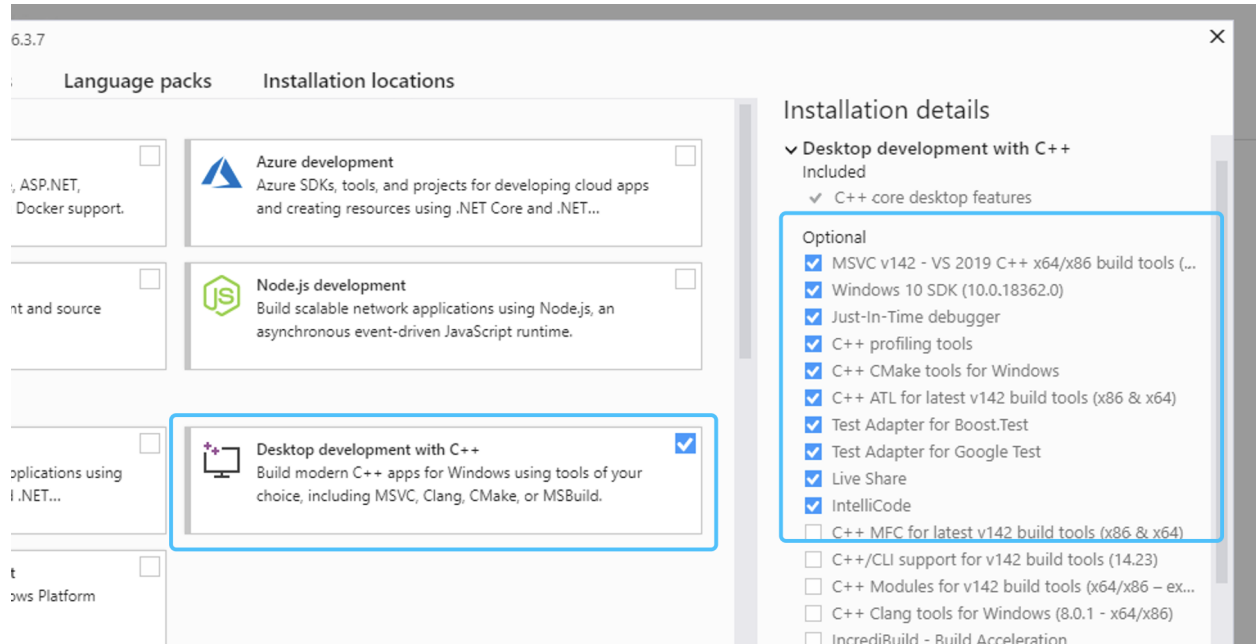 6.3.7
Language packs
Installation locations
, ASP.NET,
Docker support.
Azure development
Azure SDKs, tools, and projects for developing cloud apps
and creating resources using .NET Core and .NET...
nt and source
JS
Node.js development
Build scalable network applications using Node.js, an
asynchronous event-driven JavaScript runtime.
pplications using
.NET...
Desktop development with C++
Build modern C++ apps for Windows using tools of your
choice, including MSVC, Clang, CMake, or MSBuild.
t
ows Platform
Installation details
Desktop development with C++
Included
C++ core desktop features
Optional
MSVC v142 - VS 2019 C++ x64/x86 build tools (...
Windows 10 SDK (10.0.18362.0)
Just-In-Time debugger
C++ profiling tools
C++ CMake tools for Windows
C++ ATL for latest v142 build tools (x86 & x64)
Test Adapter for Boost.Test
Test Adapter for Google Test
Live Share
IntelliCode
C++ MFC for latest v142 build tools (x86 & x64)
C++/CLI support for v142 build tools (14.23)
C++ Modules for v142 build tools (x64/x86 – ex...
C++ Clang tools for Windows (8.0.1 - x64/x86)
IncrediBuild - Build Acceleration